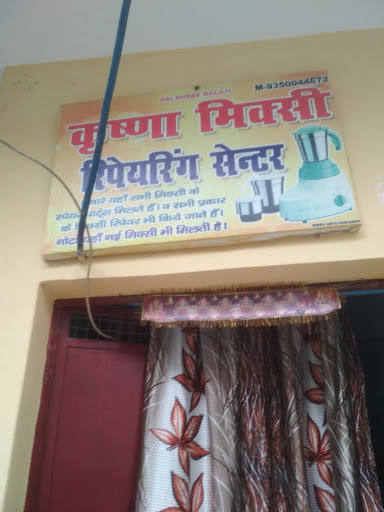 SAI SHREE BALAJI
M-9350044672
कृष्णा मिक्सी
रिपेयरिंग सेन्टर
हमारे यहाँ सभी मिक्सी के
स्पेयर पार्ट्स मिलते हैं। व सभी प्रकार
के मिक्सी रिपेयर भी किये जाते हैं।
नोट यहाँ नई मिक्सी भी मिलती है।